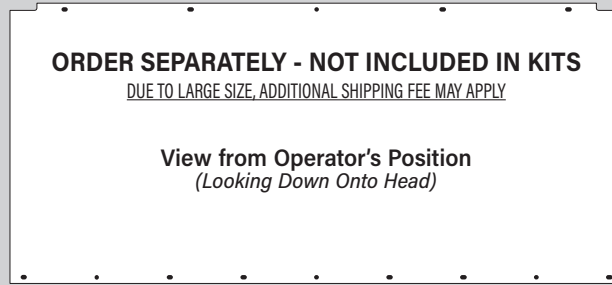 ORDER SEPARATELY - NOT INCLUDED IN KITS
DUE TO LARGE SIZE, ADDITIONAL SHIPPING FEE MAY APPLY
View from Operator's Position
(Looking Down Onto Head)